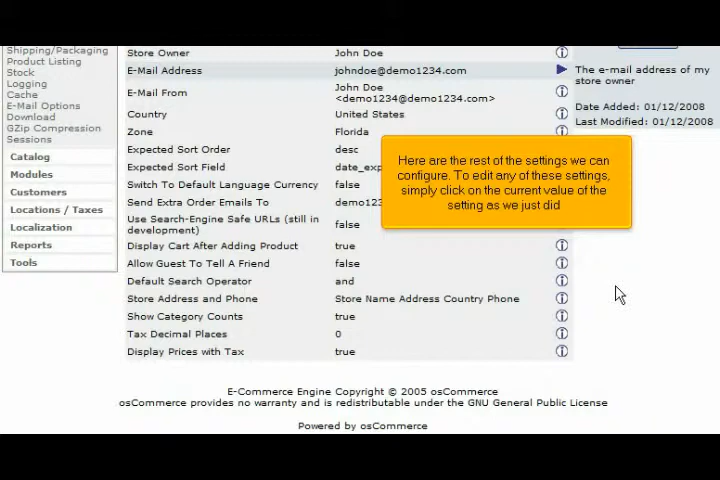 Shipping/Packaging
Product Listing
Stock
Logging
Cache
E-Mail Options
Download
GZip Compression
Sessions
Catalog
Modules
Customers
Locations / Taxes
Localization
Reports
Tools
Store Owner John Doe
E-Mail Address johndoe@demo1234.com
E-Mail From John Doe
<demo1234@demo1234.com>
Country United States
Zone Florida
Expected Sort Order desc
Expected Sort Field date_exp
Switch To Default Language Currency false
Send Extra Order Emails To demo12
Use Search-Engine Safe URLs (still in
development) false
Display Cart After Adding Product true
Allow Guest To Tell A Friend false
Default Search Operator and
Store Address and Phone Store Name Address Country Phone
Show Category Counts true
Tax Decimal Places 0
Display Prices with Tax true
The e-mail address of my
store owner
Date Added: 01/12/2008
Last Modified: 01/12/2008
Here are the rest of the settings we can
configure. To edit any of these settings,
simply click on the current value of the
setting as we just did
E-Commerce Engine Copyright © 2005 osCommerce
osCommerce provides no warranty and is redistributable under the GNU General Public License
Powered by osCommerce